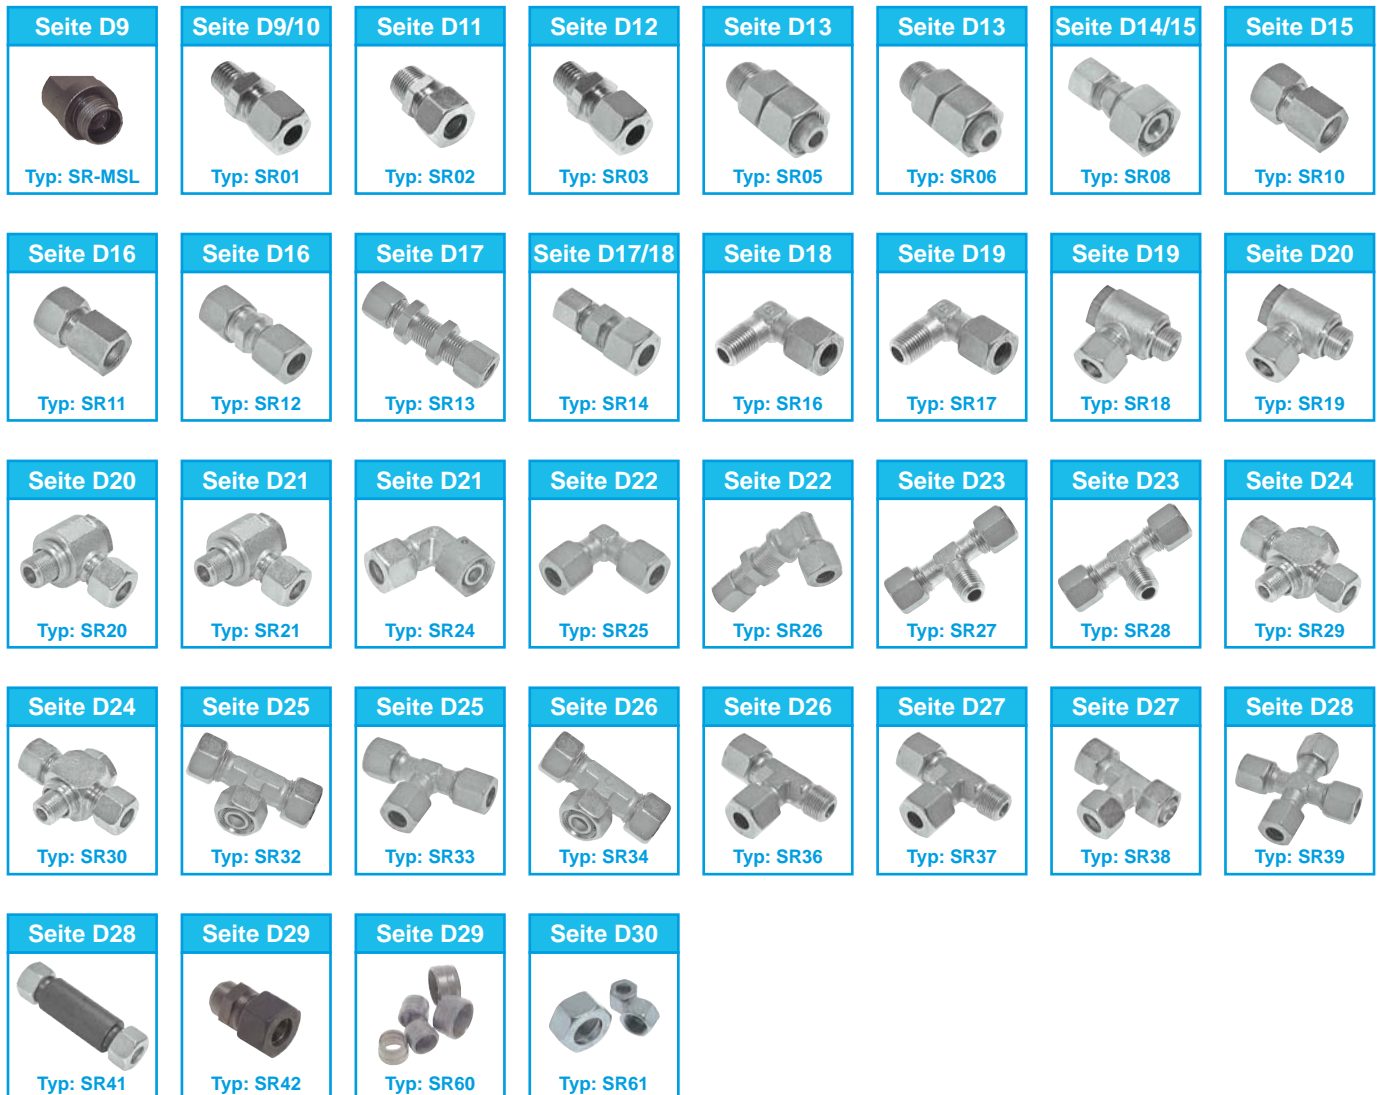 Seite D9
Seite D9/10
Seite D11
Seite D12
Seite D13
Seite D13
Seite D14/15
Seite D15
Typ: SR-MSL
Typ: SR01
Typ: SR02
Typ: SR03
Typ: SR05
Typ: SR06
Typ: SR08
Typ: SR10
Seite D16
Seite D16
Seite D17
Seite D17/18
Seite D18
Seite D19
Seite D19
Seite D20
Typ: SR11
Typ: SR12
Typ: SR13
Typ: SR14
Typ: SR16
Typ: SR17
Typ: SR18
Typ: SR19
Seite D20
Seite D21
Seite D21
Seite D22
Seite D22
Seite D23
Seite D23
Seite D24
Typ: SR20
Typ: SR21
Typ: SR24
Typ: SR25
Typ: SR26
Typ: SR27
Typ: SR28
Typ: SR29
Seite D24
Seite D25
Seite D25
Seite D26
Seite D26
Seite D27
Seite D27
Seite D28
Typ: SR30
Typ: SR32
Typ: SR33
Typ: SR34
Typ: SR36
Typ: SR37
Typ: SR38
Typ: SR39
Seite D28
Seite D29
Seite D29
Seite D30
Typ: SR41
Typ: SR42
Typ: SR60
Typ: SR61